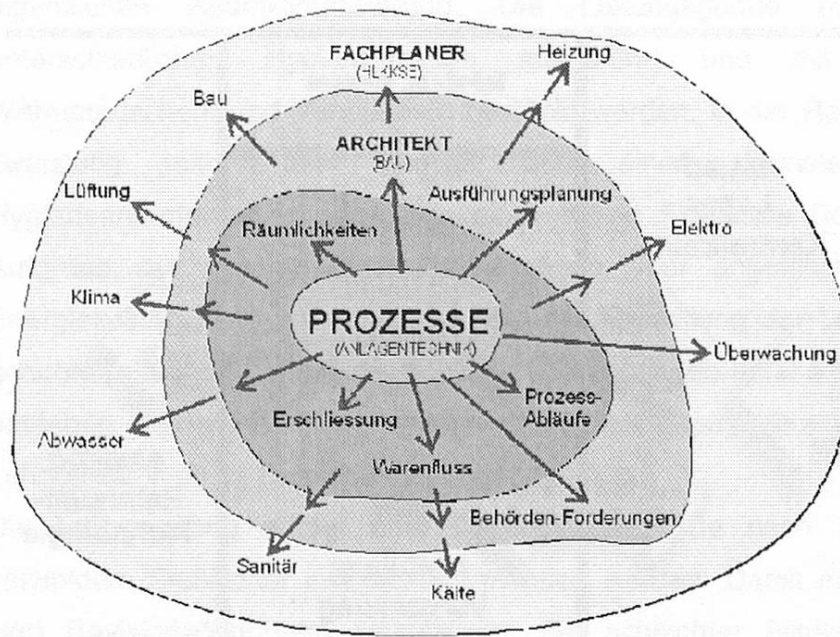 FACHPLANER
(HLKKSE)
Heizung
Bau
ARCHITEKT
(BAU)
Lüftung
Ausführungsplanung
Räumlichkeiten
Elektro
Klima
PROZESSE
(ANLAGENTECHNIK)
Überwachung
Prozess-
Abläufe
Erschliessung
Abwasser
Warenfluss
Behörden-Forderungen
Sanitär
Kälte